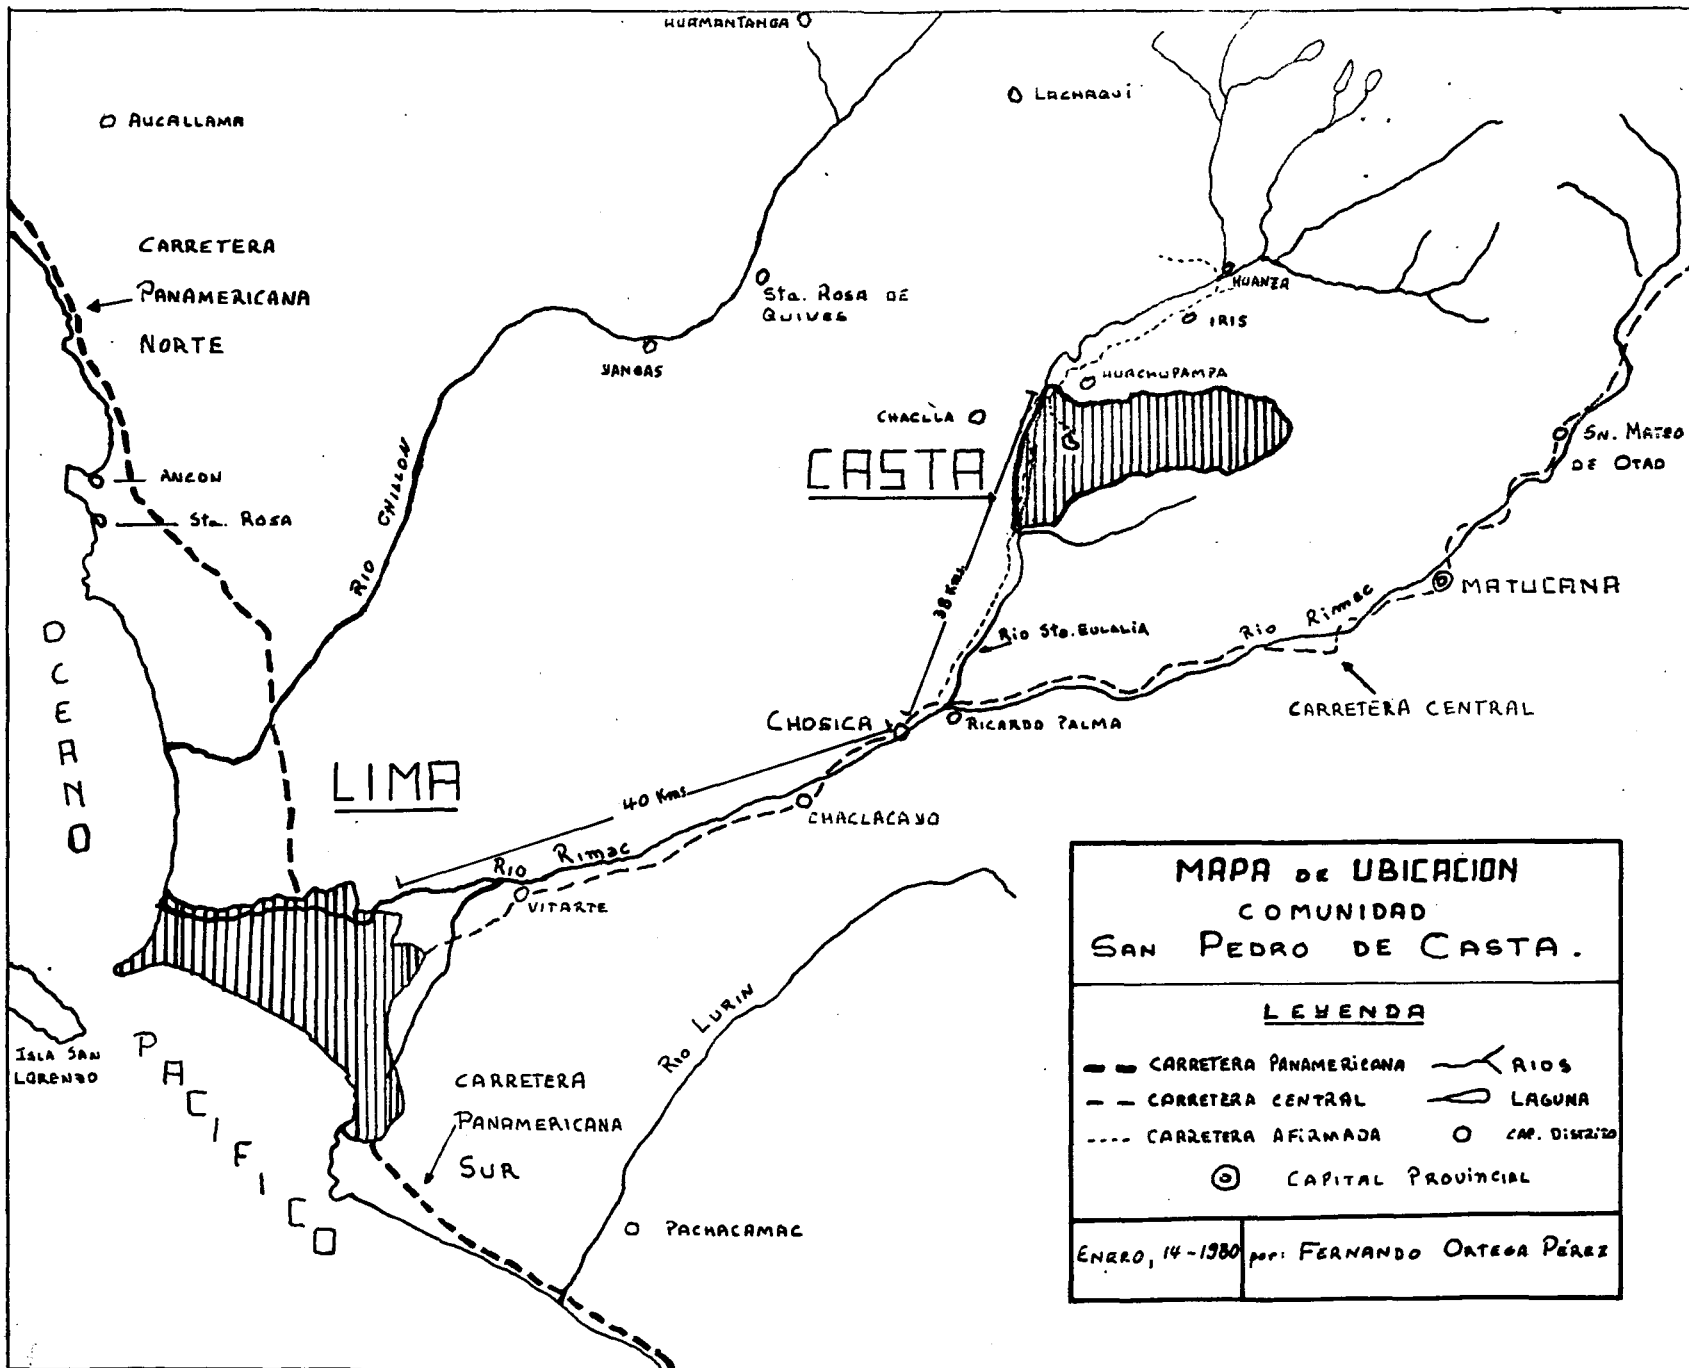 HUAMANTANGA
LACHAQUI
AUCALLAMA
CARRETERA
PANAMERICANA
NORTE
Sta. ROSA DE
QUIVES
YANGAS
HUANZA
IRIS
HUACHUPAMPA
CHACLLA
CASTA
SN. MATEO
DE OTAO
ANCON
Sta. ROSA
RIO CHILLON
38 Kms.
RIO Sta. EULALIA
MATUCANA
RIO RIMAC
CARRETERA CENTRAL
CHOSICA
RICARDO PALMA
OCEANO
LIMA
40 Kms.
CHACLACAYO
RIO RIMAC
VITARTE
RIO LURIN
ISLA SAN
LORENZO
PACIFICO
CARRETERA
PANAMERICANA
SUR
PACHACAMAC
MAPA DE UBICACION
COMUNIDAD
SAN PEDRO DE CASTA.
LEYENDA
CARRETERA PANAMERICANA
RIOS
CARRETERA CENTRAL
LAGUNA
CARRETERA AFIRMADA
CAP. DISTRITO
CAPITAL PROVINCIAL
ENERO, 14-1980
por: FERNANDO ORTEGA PÉREZ